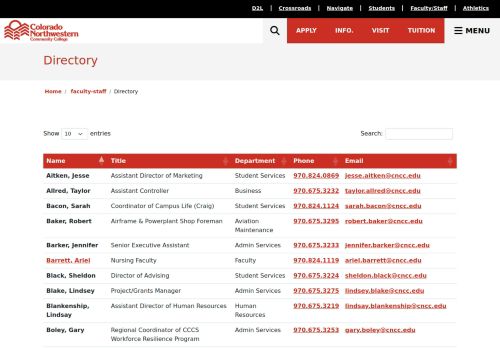 D2L | Crossroads | Navigate | Students | Faculty/Staff | Athletics
Colorado
Northwestern
Community College
APPLY INFO. VISIT TUITION MENU
Directory
Home / faculty-staff / Directory
Show 10 entries Search:
Name Title Department Phone Email
Aitken, Jesse Assistant Director of Marketing Student Services 970.824.0869 jesse.aitken@cncc.edu
Allred, Taylor Assistant Controller Business 970.675.3232 taylor.allred@cncc.edu
Bacon, Sarah Coordinator of Campus Life (Craig) Student Services 970.824.1124 sarah.bacon@cncc.edu
Baker, Robert Airframe & Powerplant Shop Foreman Aviation 970.675.3295 robert.baker@cncc.edu
Maintenance
Barker, Jennifer Senior Executive Assistant Admin Services 970.675.3233 jennifer.barker@cncc.edu
Barrett, Ariel Nursing Faculty Faculty 970.824.1119 ariel.barrett@cncc.edu
Black, Sheldon Director of Advising Student Services 970.675.3224 sheldon.black@cncc.edu
Blake, Lindsey Project/Grants Manager Admin Services 970.675.3275 lindsey.blake@cncc.edu
Blankenship, Assistant Director of Human Resources Human 970.675.3219 lindsay.blankenship@cncc.edu
Lindsay Resources
Boley, Gary Regional Coordinator of CCCS Admin Services 970.675.3253 gary.boley@cncc.edu
Workforce Resilience Program